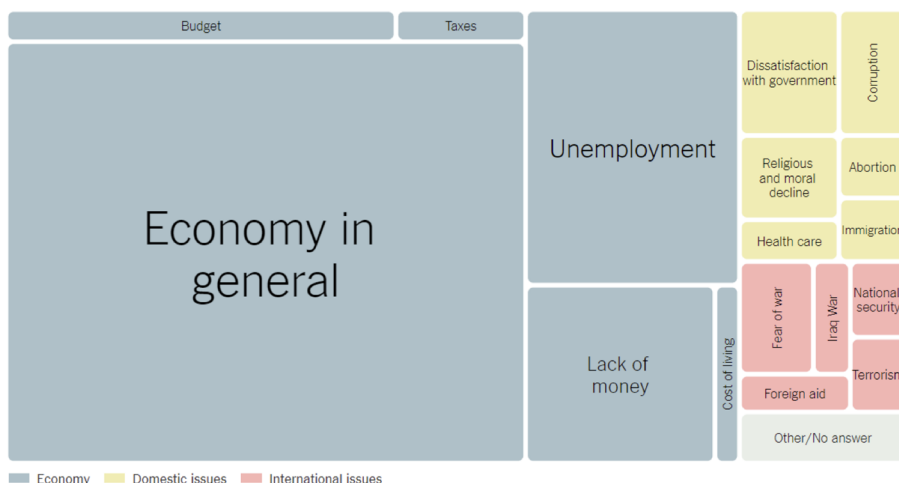 Budget
Taxes
Economy in
general
Unemployment
Lack of
money
Cost of living
Dissatisfaction
with government
Corruption
Religious
and moral
decline
Abortion
Health care
Immigration
Fear of war
Iraq War
National
security
Foreign aid
Terrorism
Other/No answer
Economy
Domestic issues
International issues